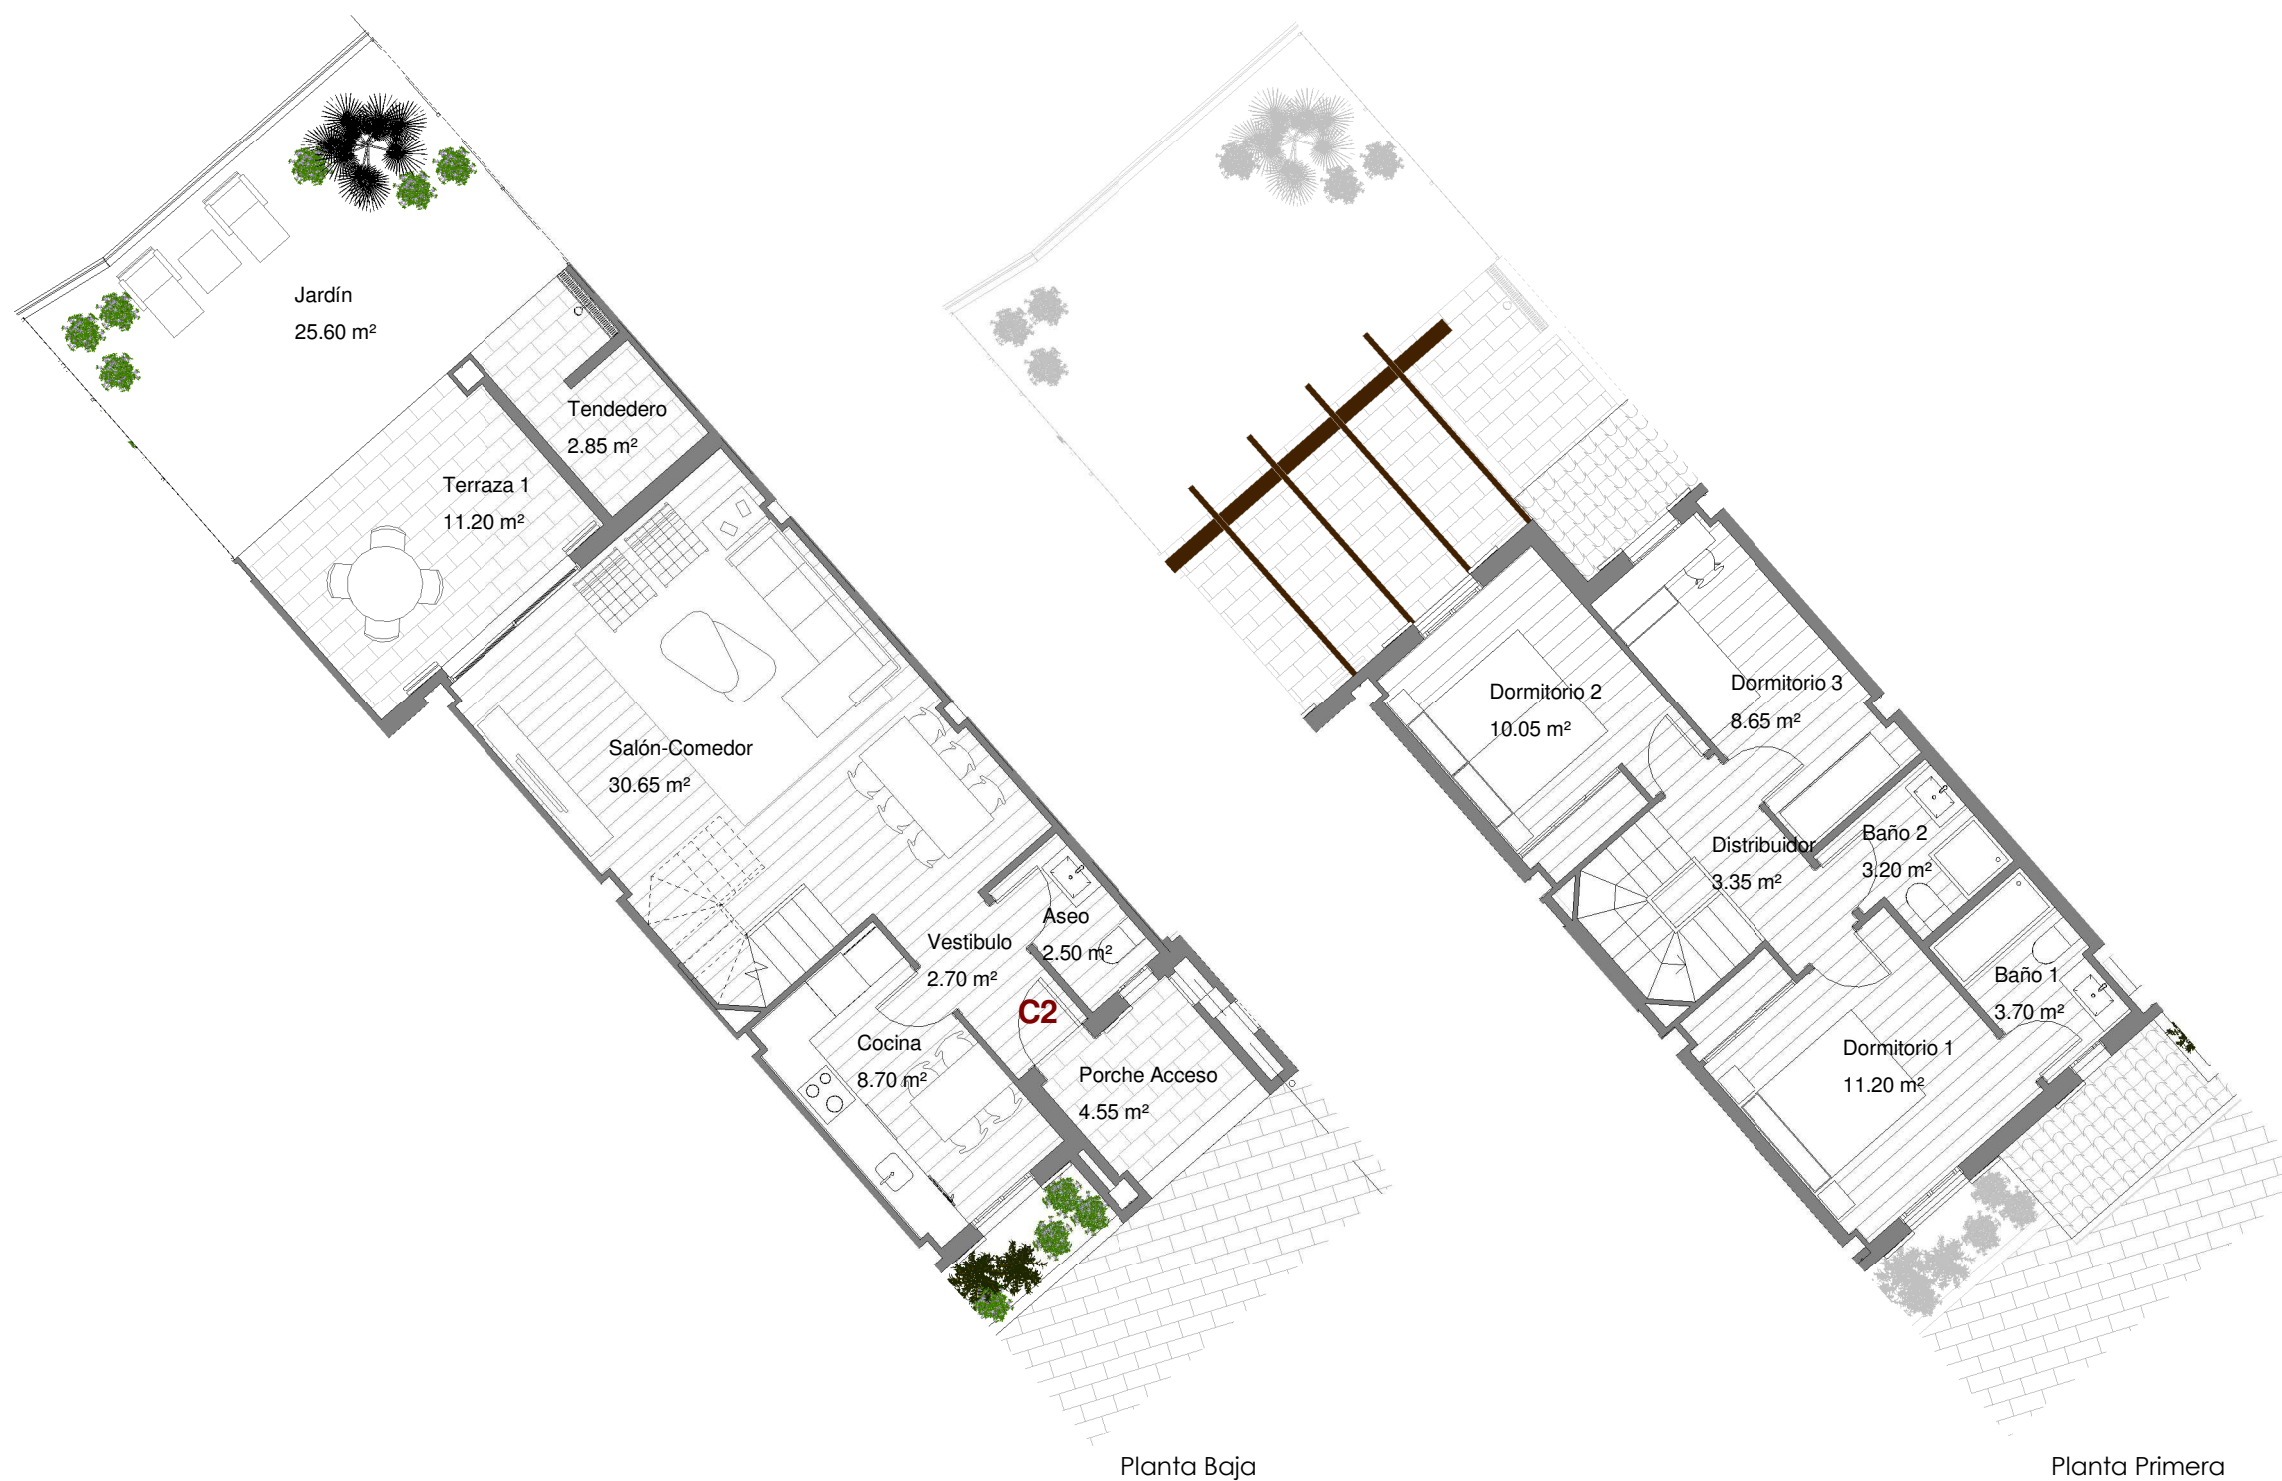 Jardín
25.60 m²
Tendedero
2.85 m²
Terraza 1
11.20 m²
Salón-Comedor
30.65 m²
Aseo
2.50 m²
Vestibulo
2.70 m²
C2
Cocina
8.70 m²
Porche Acceso
4.55 m²
Planta Baja
Dormitorio 2
10.05 m²
Dormitorio 3
8.65 m²
Distribuidor
3.35 m²
Baño 2
3.20 m²
Baño 1
3.70 m²
Dormitorio 1
11.20 m²
Planta Primera